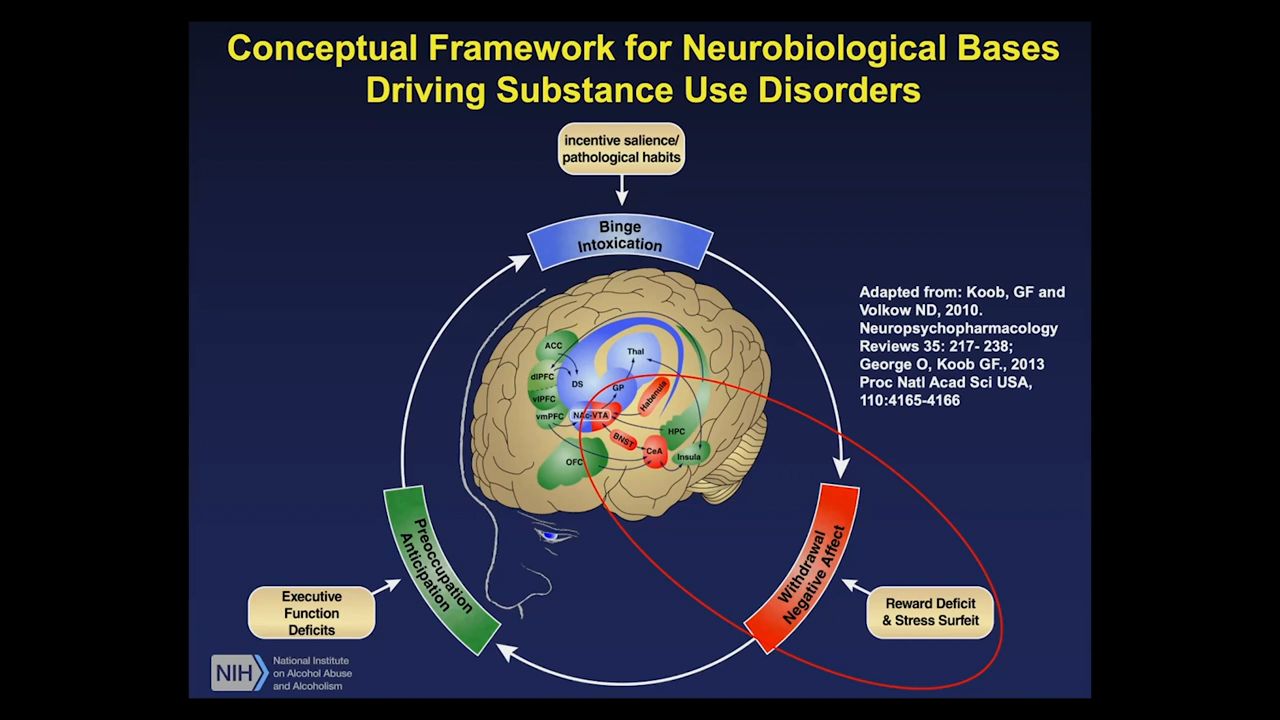 Conceptual Framework for Neurobiological Bases
Driving Substance Use Disorders
incentive salience/
pathological habits
Binge
Intoxication
Adapted from: Koob, GF and
Volkow ND, 2010.
Neuropsychopharmacology
Reviews 35: 217- 238;
George O, Koob GF., 2013
Proc Natl Acad Sci USA,
110:4165-4166
ACC
Thal
dlPFC
DS
GP
Habenula
vlPFC
vmPFC
NAc-VTA
HPC
BNST
CeA
Insula
OFC
Preoccupation
Anticipation
Withdrawal
Negative Affect
Executive
Function
Deficits
Reward Deficit
& Stress Surfeit
NIH
National Institute
on Alcohol Abuse
and Alcoholism